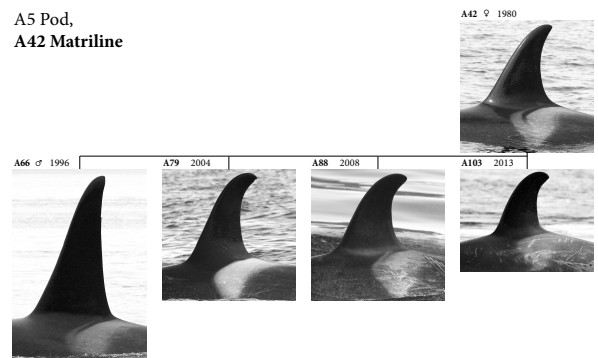 A5 Pod,
A42 Matriline
A42 ♀ 1980
A66 ♂ 1996
A79 2004
A88 2008
A103 2013